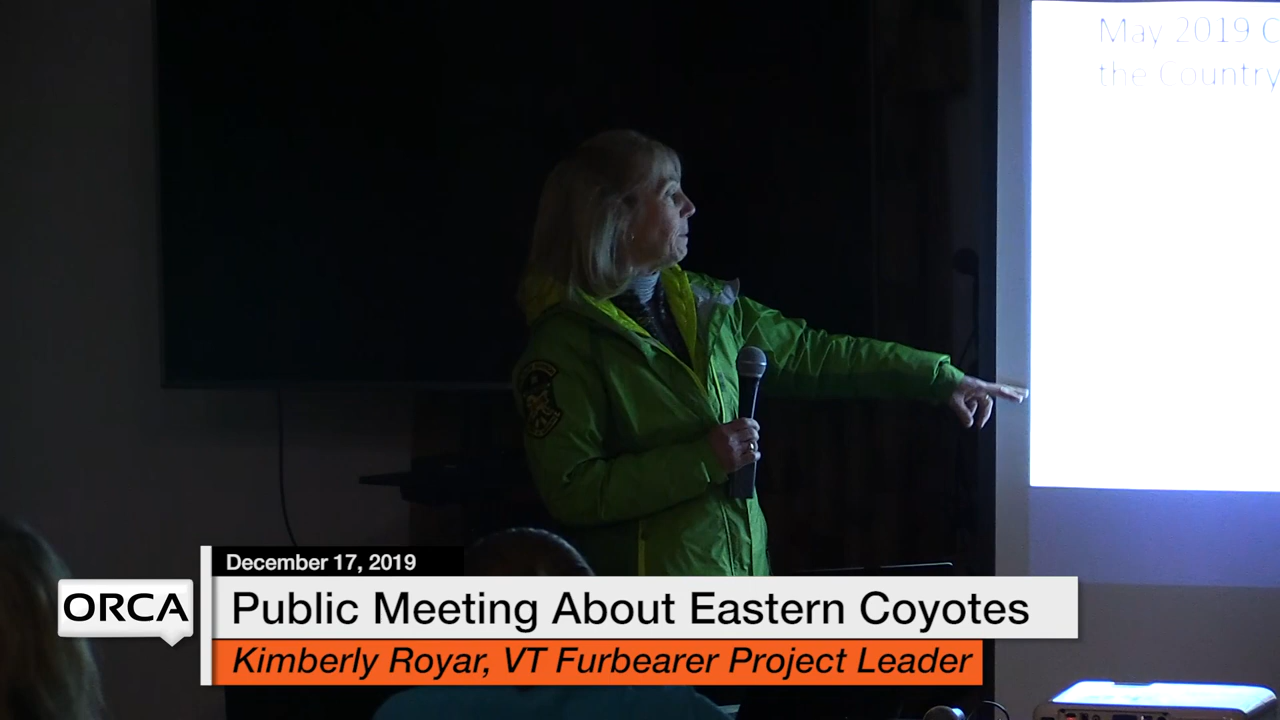 May 2019 C
the Country
December 17, 2019
ORCA
Public Meeting About Eastern Coyotes
Kimberly Royar, VT Furbearer Project Leader